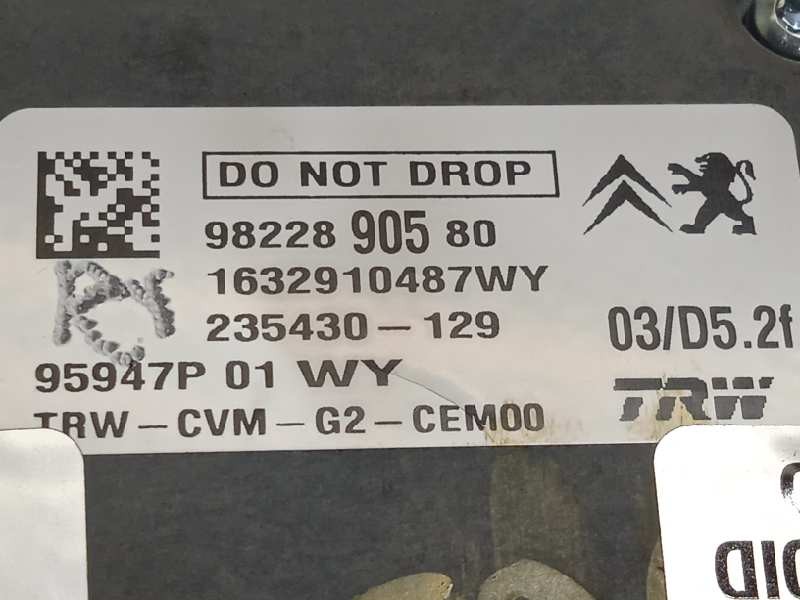 DO NOT DROP
98228 905 80
1632910487WY
235430-129
03/D5.2f
95947P 01 WY
TRW
TRW-CVM-G2-CEM00